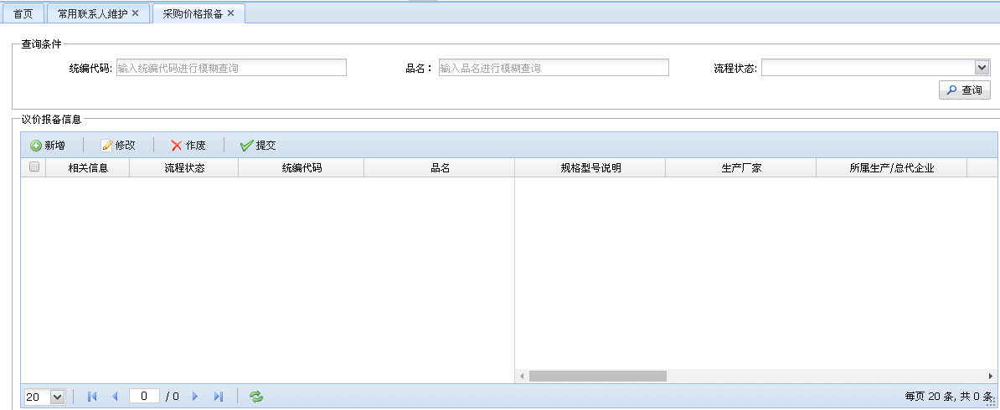 首页 常用联系人维护 采购价格报备
查询条件
统编代码: 输入统编代码进行模糊查询 品名： 输入品名进行模糊查询 流程状态:
查询
议价报备信息
新增 修改 作废 提交
相关信息 流程状态 统编代码 品名 规格型号说明 生产厂家 所属生产/总代企业
20 0 / 0 每页 20 条, 共 0 条